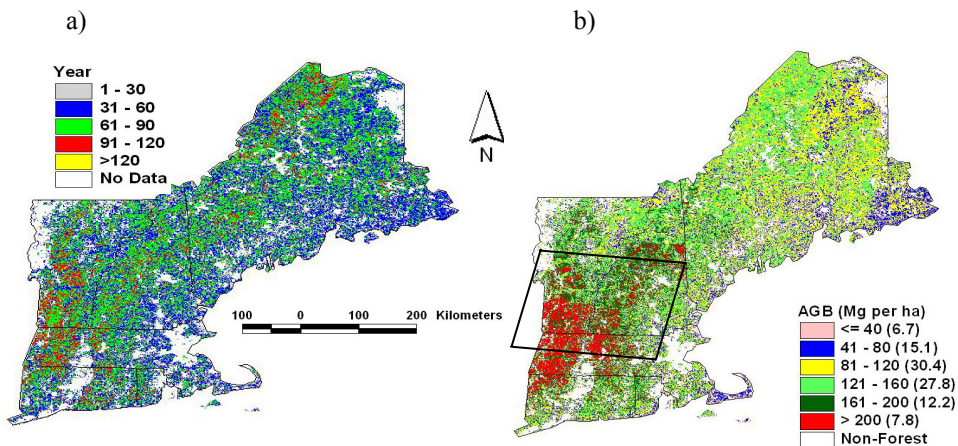 a)
b)
Year
1 - 30
31 - 60
61 - 90
91 - 120
>120
No Data
N
100 0 100 200 Kilometers
AGB (Mg per ha)
<= 40 (6.7)
41 - 80 (15.1)
81 - 120 (30.4)
121 - 160 (27.8)
161 - 200 (12.2)
> 200 (7.8)
Non-Forest